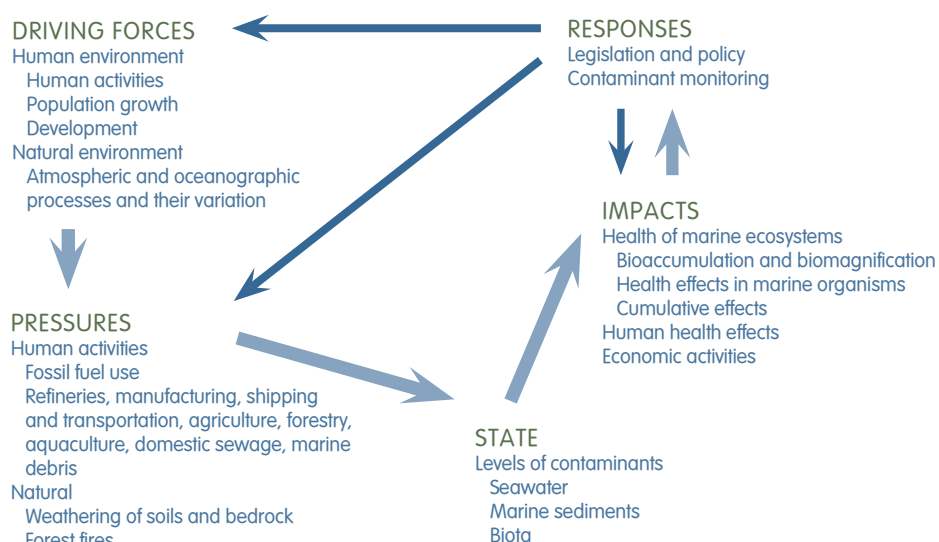 DRIVING FORCES
Human environment
Human activities
Population growth
Development
Natural environment
Atmospheric and oceanographic
processes and their variation
RESPONSES
Legislation and policy
Contaminant monitoring
IMPACTS
Health of marine ecosystems
Bioaccumulation and biomagnification
Health effects in marine organisms
Cumulative effects
Human health effects
Economic activities
PRESSURES
Human activities
Fossil fuel use
Refineries, manufacturing, shipping
and transportation, agriculture, forestry,
aquaculture, domestic sewage, marine
debris
Natural
Weathering of soils and bedrock
Forest fires
STATE
Levels of contaminants
Seawater
Marine sediments
Biota